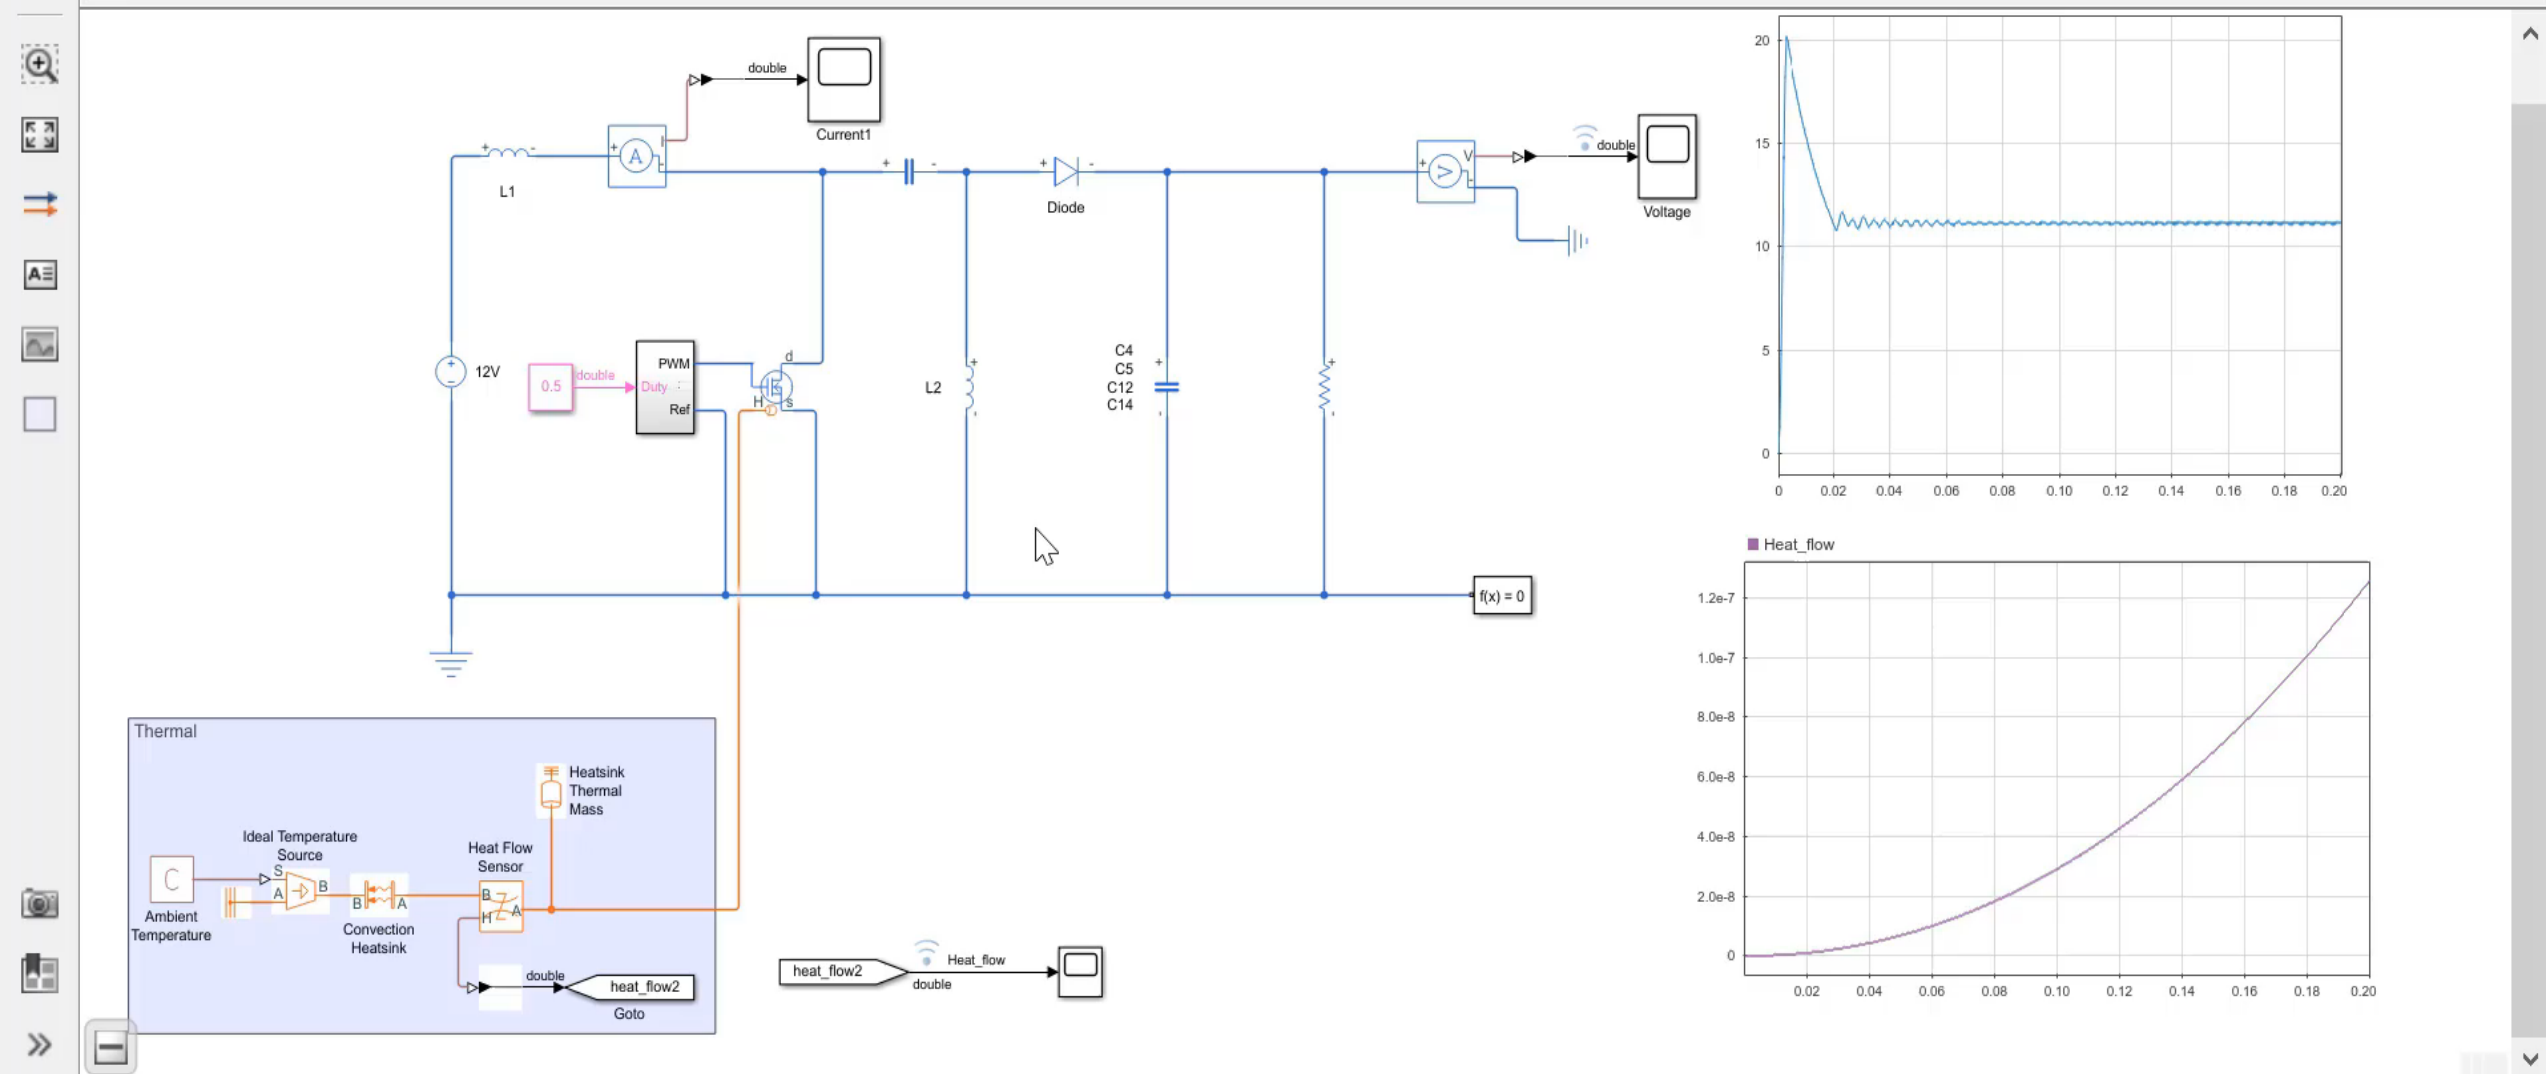 double
Current1
L1
+
-
A
I
-
+
-
+
-
Diode
+
V
-
double
Voltage
12V
0.5
double
PWM
Duty
Ref
d
H
s
L2
+
C4
C5
C12
C14
+
+
f(x) = 0
Thermal
Heatsink
Thermal
Mass
Ideal Temperature
Source
Heat Flow
Sensor
C
S
A
B
B
A
B
H
A
Ambient
Temperature
Convection
Heatsink
double
heat_flow2
Goto
heat_flow2
Heat_flow
double
20
15
10
5
0
0 0.02 0.04 0.06 0.08 0.10 0.12 0.14 0.16 0.18 0.20
Heat_flow
1.2e-7
1.0e-7
8.0e-8
6.0e-8
4.0e-8
2.0e-8
0
0.02 0.04 0.06 0.08 0.10 0.12 0.14 0.16 0.18 0.20